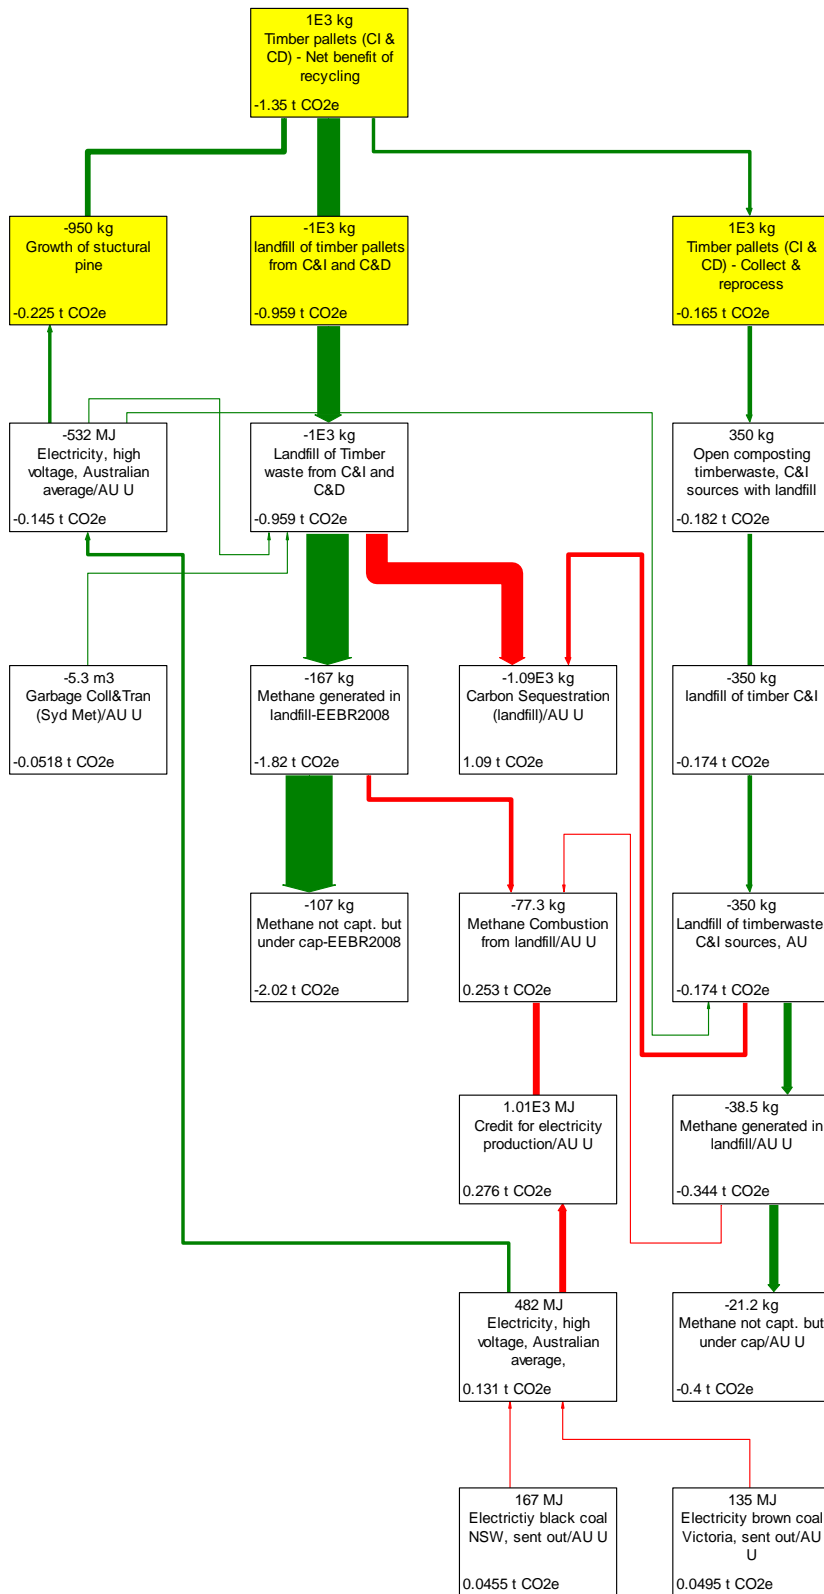 1E3 kg
Timber pallets (CI &
CD) - Net benefit of
recycling
-1.35 t CO2e
-950 kg
Growth of stuctural
pine
-0.225 t CO2e
-1E3 kg
landfill of timber pallets
from C&I and C&D
-0.959 t CO2e
1E3 kg
Timber pallets (CI &
CD) - Collect &
reprocess
-0.165 t CO2e
-532 MJ
Electricity, high
voltage, Australian
average/AU U
-0.145 t CO2e
-1E3 kg
Landfill of Timber
waste from C&I and
C&D
-0.959 t CO2e
350 kg
Open composting
timberwaste, C&I
sources with landfill
-0.182 t CO2e
-5.3 m3
Garbage Coll&Tran
(Syd Met)/AU U
-0.0518 t CO2e
-167 kg
Methane generated in
landfill-EEBR2008
-1.82 t CO2e
-1.09E3 kg
Carbon Sequestration
(landfill)/AU U
1.09 t CO2e
-350 kg
landfill of timber C&I
-0.174 t CO2e
-107 kg
Methane not capt. but
under cap-EEBR2008
-2.02 t CO2e
-77.3 kg
Methane Combustion
from landfill/AU U
0.253 t CO2e
-350 kg
Landfill of timberwaste
C&I sources, AU
-0.174 t CO2e
1.01E3 MJ
Credit for electricity
production/AU U
0.276 t CO2e
-38.5 kg
Methane generated in
landfill/AU U
-0.344 t CO2e
482 MJ
Electricity, high
voltage, Australian
average,
0.131 t CO2e
-21.2 kg
Methane not capt. but
under cap/AU U
-0.4 t CO2e
167 MJ
Electrictiy black coal
NSW, sent out/AU U
0.0455 t CO2e
135 MJ
Electricity brown coal
Victoria, sent out/AU
U
0.0495 t CO2e